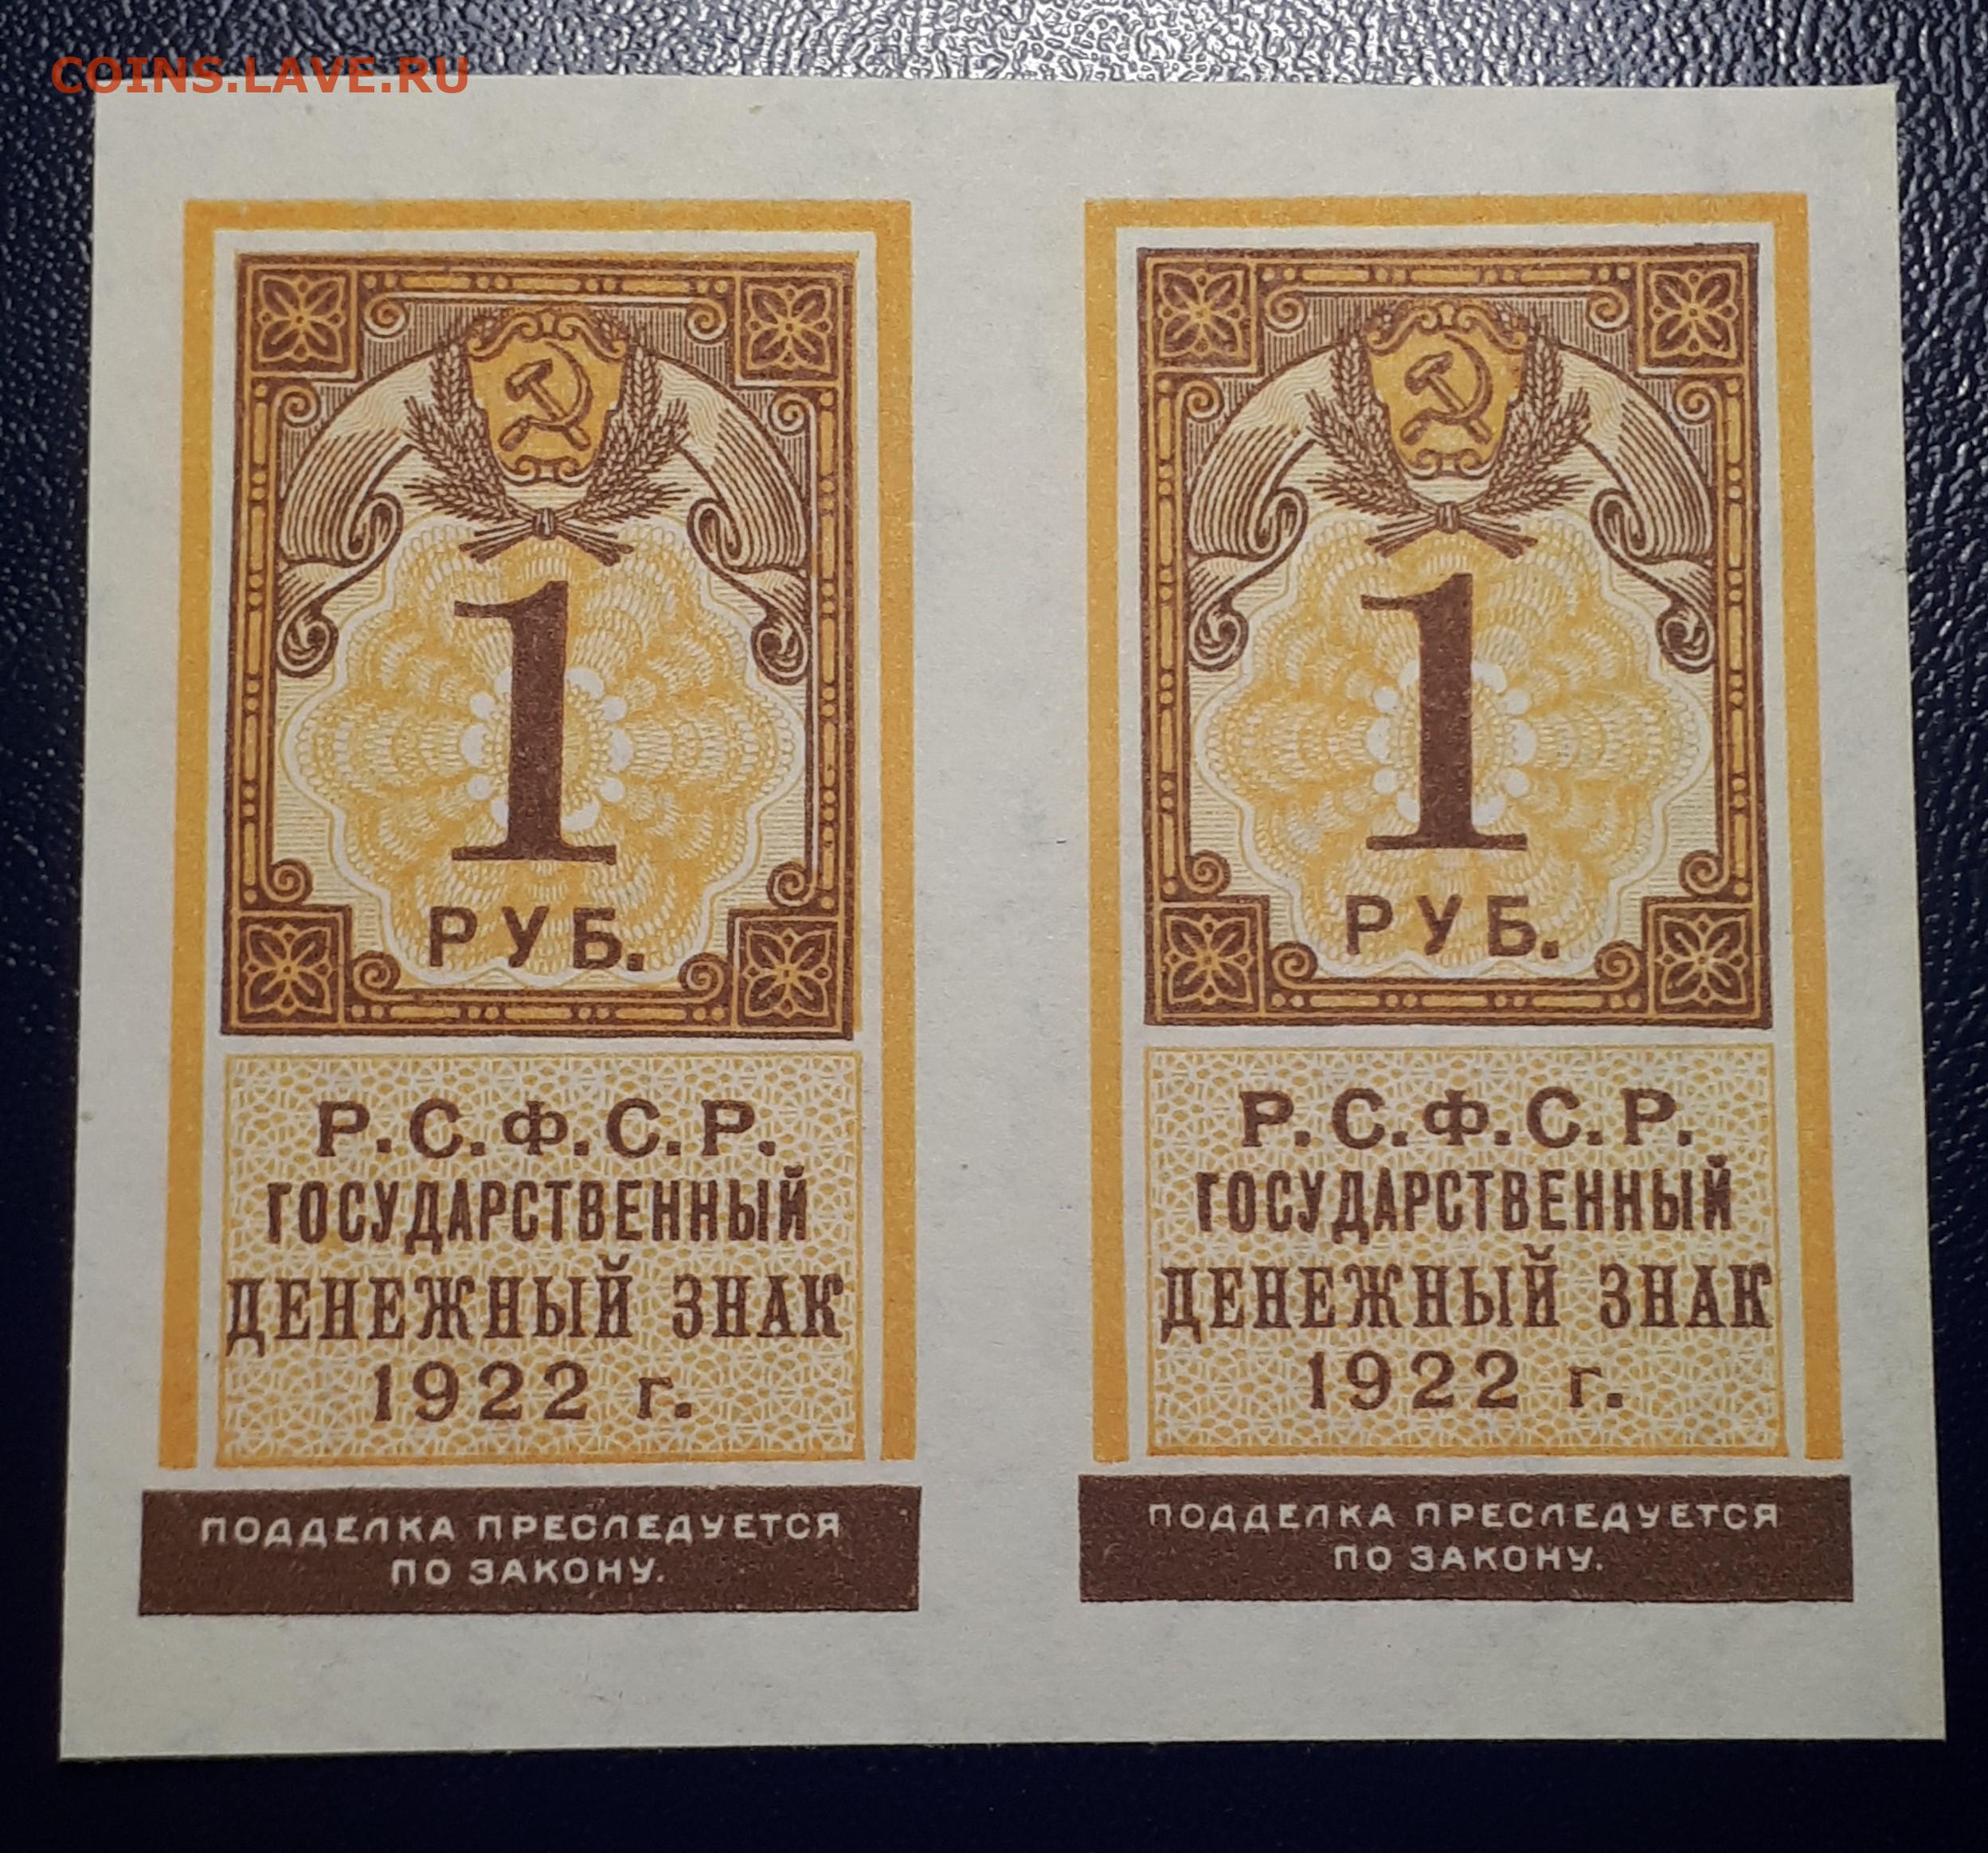 COINS.LAVE.RU
1
РУБ.
Р.С.Ф.С.Р.
ГОСУДАРСТВЕННЫЙ
ДЕНЕЖНЫЙ ЗНАК
1922 г.
ПОДДЕЛКА ПРЕСЛЕДУЕТСЯ
ПО ЗАКОНУ.
1
РУБ.
Р.С.Ф.С.Р.
ГОСУДАРСТВЕННЫЙ
ДЕНЕЖНЫЙ ЗНАК
1922 г.
ПОДДЕЛКА ПРЕСЛЕДУЕТСЯ
ПО ЗАКОНУ.